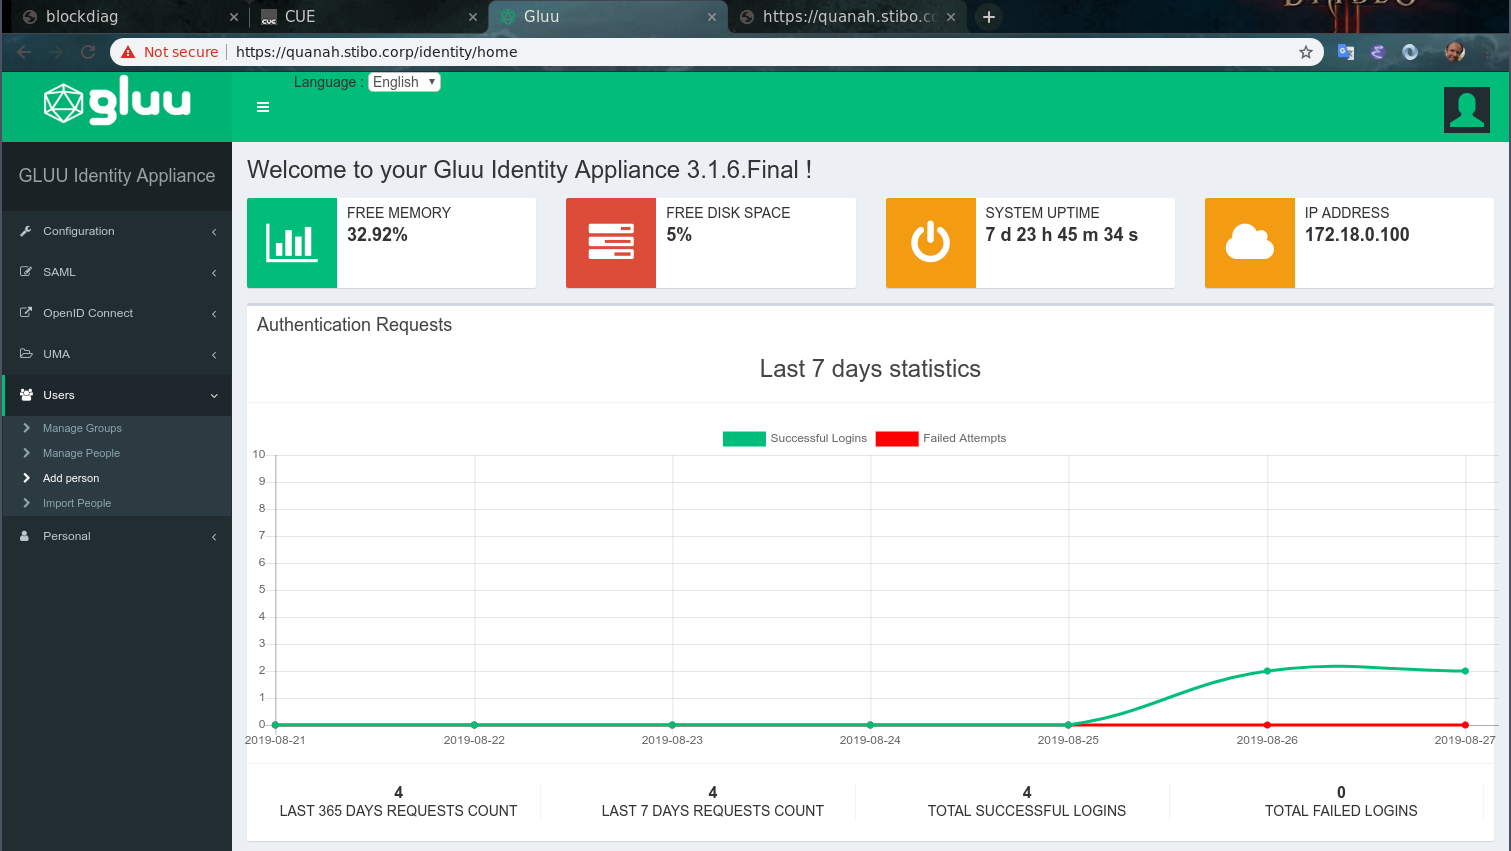 blockdiag
CUE
Gluu
https://quanah.stibo.co
Not secure
https://quanah.stibo.corp/identity/home
gluu
Language : English
GLUU Identity Appliance
Configuration
SAML
OpenID Connect
UMA
Users
Manage Groups
Manage People
Add person
Import People
Personal
Welcome to your Gluu Identity Appliance 3.1.6.Final !
FREE MEMORY
32.92%
FREE DISK SPACE
5%
SYSTEM UPTIME
7 d 23 h 45 m 34 s
IP ADDRESS
172.18.0.100
Authentication Requests
Last 7 days statistics
Successful Logins
Failed Attempts
10
9
8
7
6
5
4
3
2
1
0
2019-08-21
2019-08-22
2019-08-23
2019-08-24
2019-08-25
2019-08-26
2019-08-27
4
LAST 365 DAYS REQUESTS COUNT
4
LAST 7 DAYS REQUESTS COUNT
4
TOTAL SUCCESSFUL LOGINS
0
TOTAL FAILED LOGINS